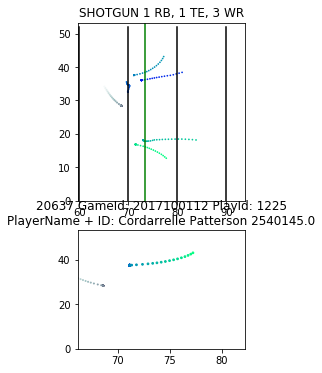 SHOTGUN 1 RB, 1 TE, 3 WR
50
40
30
20
10
0
60 70 80 90
20637 GameId: 2017100112 PlayId: 1225
PlayerName + ID: Cordarrelle Patterson 2540145.0
40
20
0
70 75 80